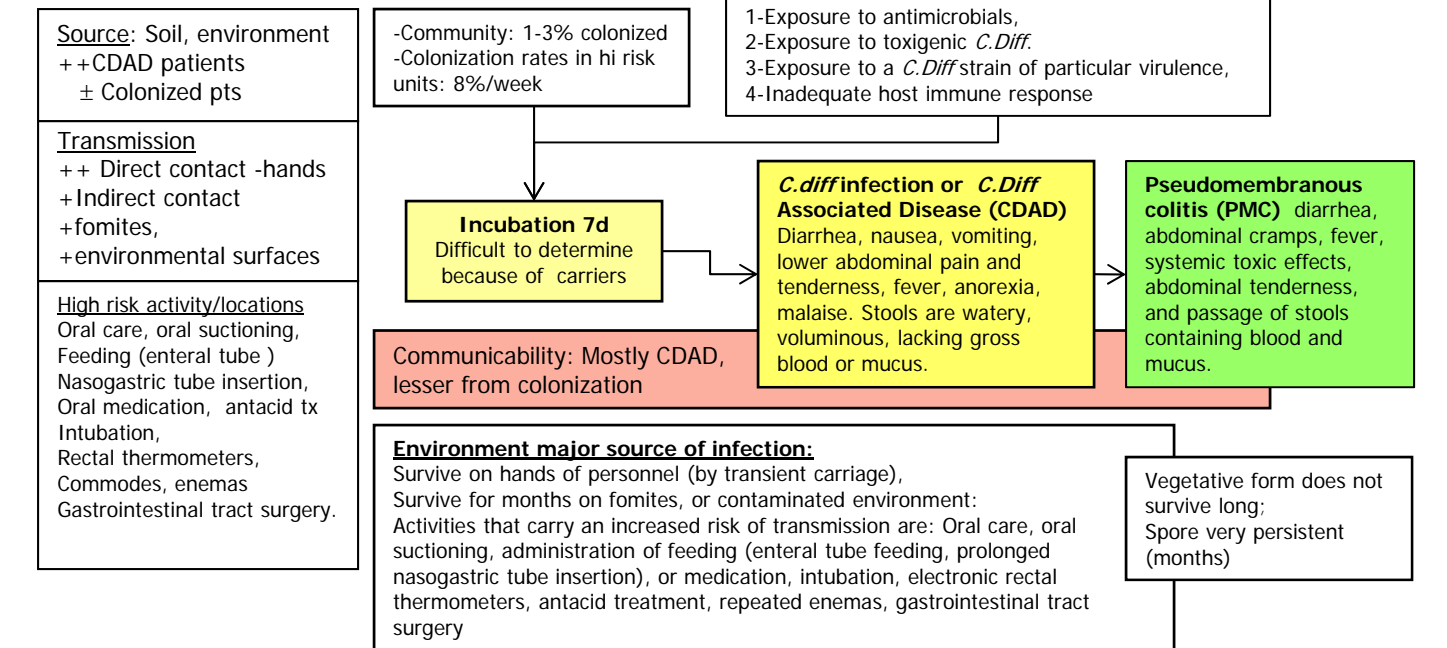 Source: Soil, environment
++CDAD patients
± Colonized pts
Transmission
++ Direct contact -hands
+Indirect contact
+fomites,
+environmental surfaces
High risk activity/locations
Oral care, oral suctioning,
Feeding (enteral tube )
Nasogastric tube insertion,
Oral medication, antacid tx
Intubation,
Rectal thermometers,
Commodes, enemas
Gastrointestinal tract surgery.
-Community: 1-3% colonized
-Colonization rates in hi risk
units: 8%/week
1-Exposure to antimicrobials,
2-Exposure to toxigenic C.Diff.
3-Exposure to a C.Diff strain of particular virulence,
4-Inadequate host immune response
Incubation 7d
Difficult to determine
because of carriers
C.diff infection or C.Diff
Associated Disease (CDAD)
Diarrhea, nausea, vomiting,
lower abdominal pain and
tenderness, fever, anorexia,
malaise. Stools are watery,
voluminous, lacking gross
blood or mucus.
Pseudomembranous
colitis (PMC) diarrhea,
abdominal cramps, fever,
systemic toxic effects,
abdominal tenderness,
and passage of stools
containing blood and
mucus.
Communicability: Mostly CDAD,
lesser from colonization
Environment major source of infection:
Survive on hands of personnel (by transient carriage),
Survive for months on fomites, or contaminated environment:
Activities that carry an increased risk of transmission are: Oral care, oral
suctioning, administration of feeding (enteral tube feeding, prolonged
nasogastric tube insertion), or medication, intubation, electronic rectal
thermometers, antacid treatment, repeated enemas, gastrointestinal tract
surgery
Vegetative form does not
survive long;
Spore very persistent
(months)